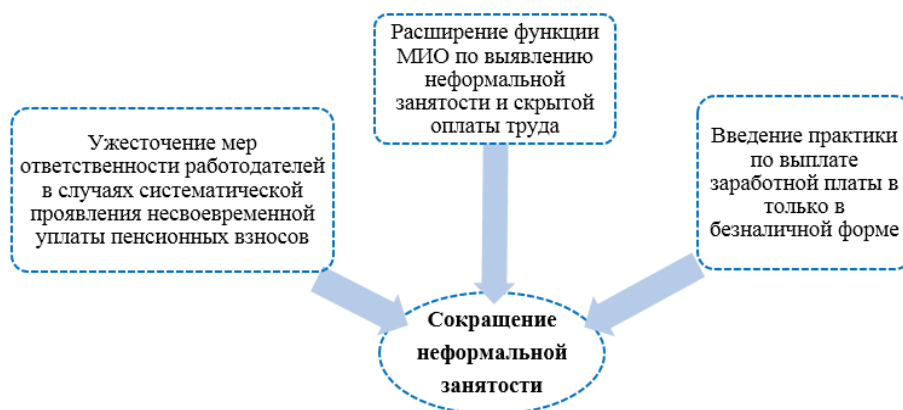 Расширение функции
МИО по выявлению
неформальной
занятости и скрытой
оплаты труда
Ужесточение мер
ответственности работодателей
в случаях систематической
проявления несвоевременной
уплаты пенсионных взносов
Введение практики
по выплате
заработной платы в
только в
безналичной форме
Сокращение
неформальной
занятости